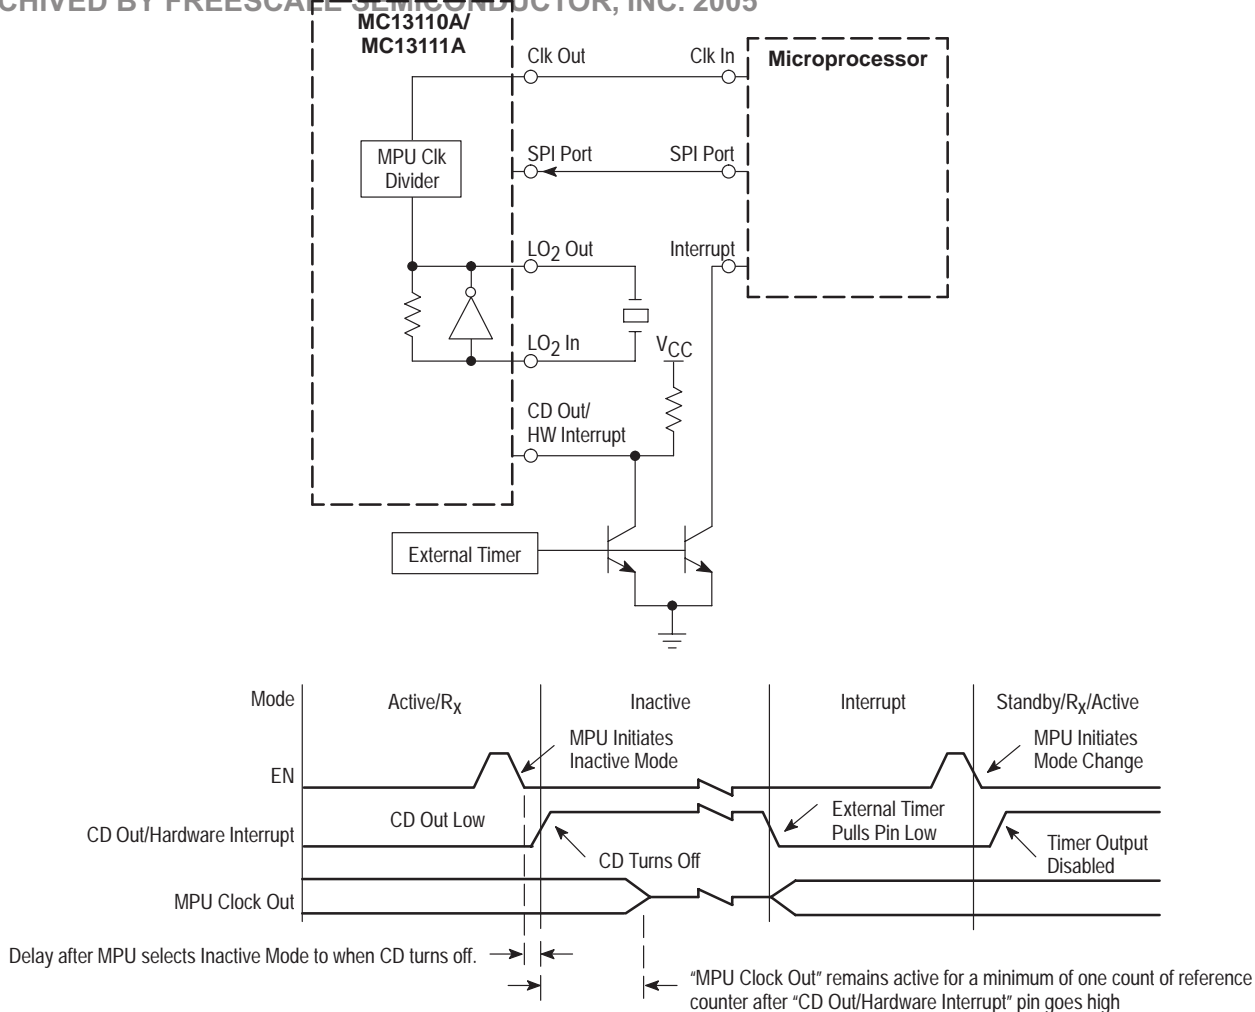 CHIVED BY FREESCALE SEMICONDUCTOR, INC. 2005
MC13110A/
MC13111A
Clk Out
Clk In
Microprocessor
MPU Clk
Divider
SPI Port
SPI Port
LO2 Out
Interrupt
LO2 In
VCC
CD Out/
HW Interrupt
External Timer
Mode
Active/RX
Inactive
Interrupt
Standby/RX/Active
EN
MPU Initiates
Inactive Mode
MPU Initiates
Mode Change
CD Out/Hardware Interrupt
CD Out Low
CD Turns Off
External Timer
Pulls Pin Low
Timer Output
Disabled
MPU Clock Out
Delay after MPU selects Inactive Mode to when CD turns off.
“MPU Clock Out” remains active for a minimum of one count of reference
counter after “CD Out/Hardware Interrupt” pin goes high